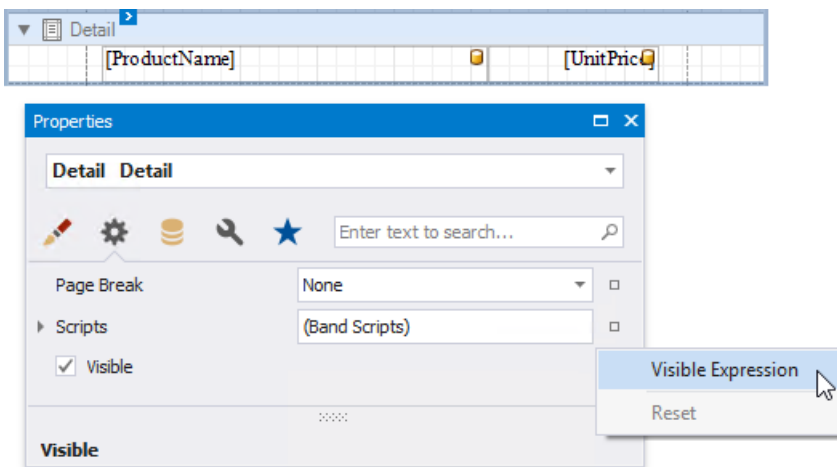 Detail
[ProductName] [UnitPrice]
Properties
Detail Detail
Enter text to search...
Page Break None
Scripts (Band Scripts)
Visible
Visible Expression
Reset
Visible